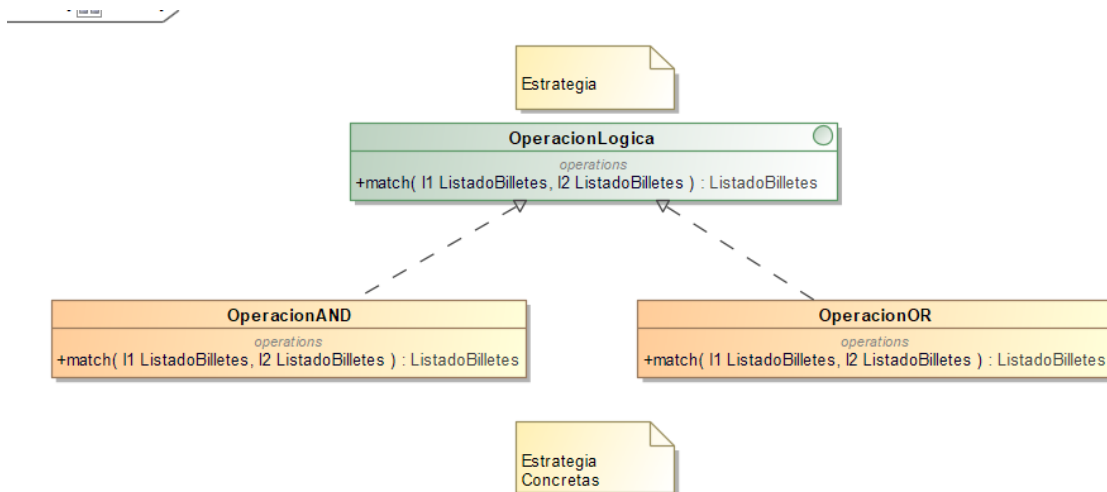 Estrategia
OperacionLogica
operations
+match( l1 ListadoBilletes, l2 ListadoBilletes ) : ListadoBilletes
OperacionAND
operations
+match( l1 ListadoBilletes, l2 ListadoBilletes ) : ListadoBilletes
OperacionOR
operations
+match( l1 ListadoBilletes, l2 ListadoBilletes ) : ListadoBilletes
Estrategia
Concretas